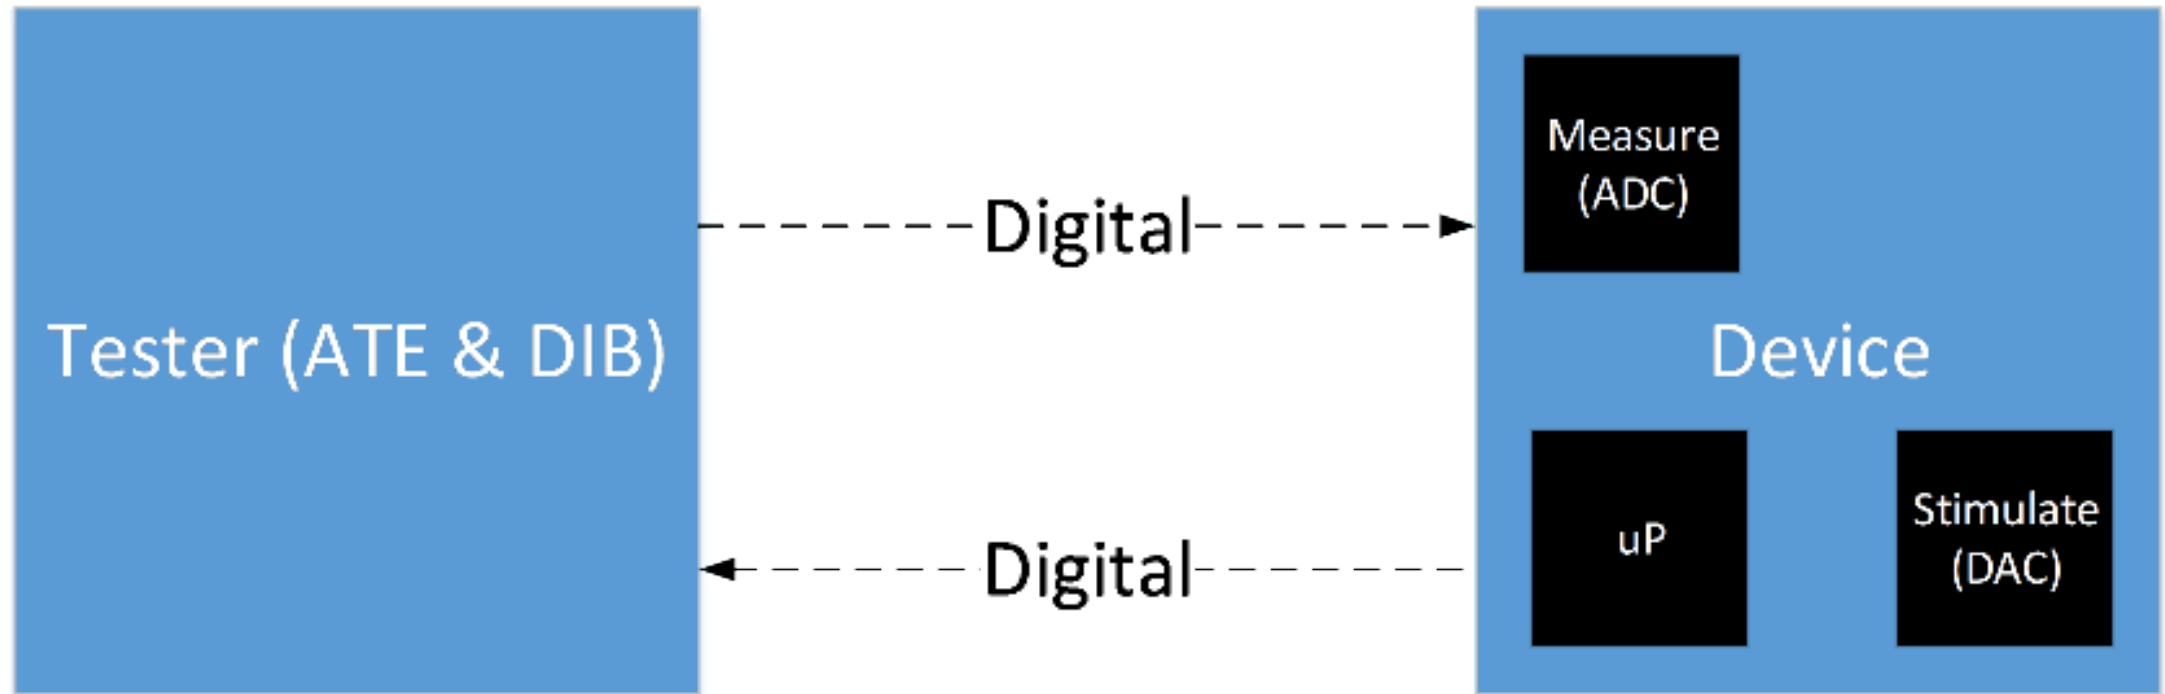 Tester (ATE & DIB)
Digital
Digital
Measure
(ADC)
Device
uP
Stimulate
(DAC)